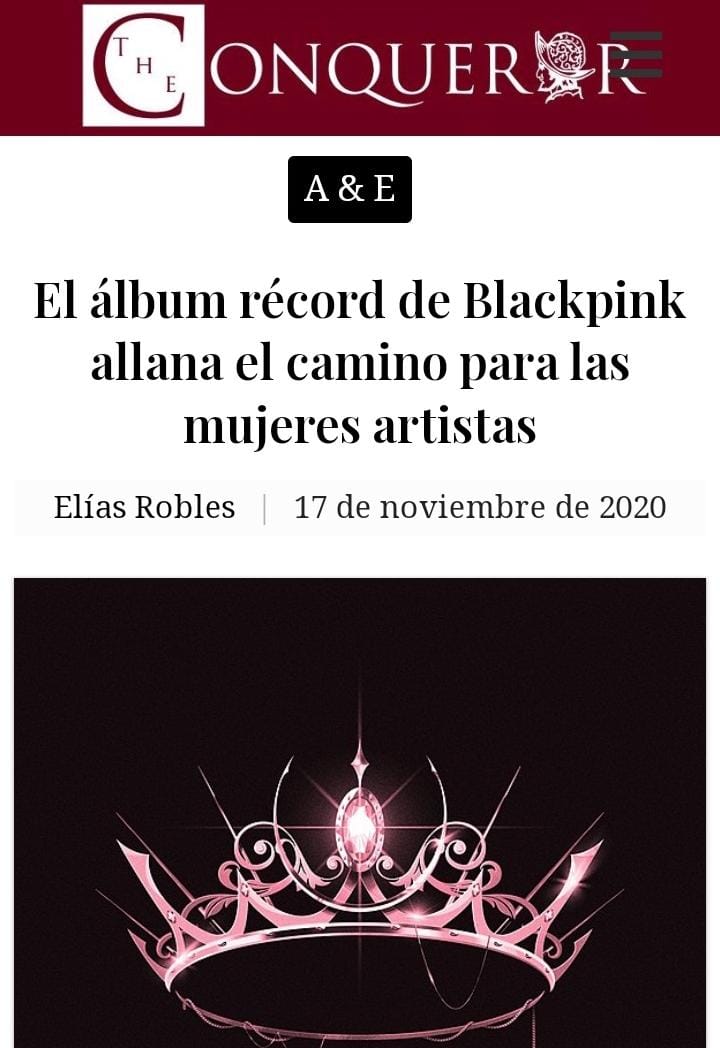 THE CONQUEROR
A & E
El álbum récord de Blackpink
allana el camino para las
mujeres artistas
Elías Robles | 17 de noviembre de 2020